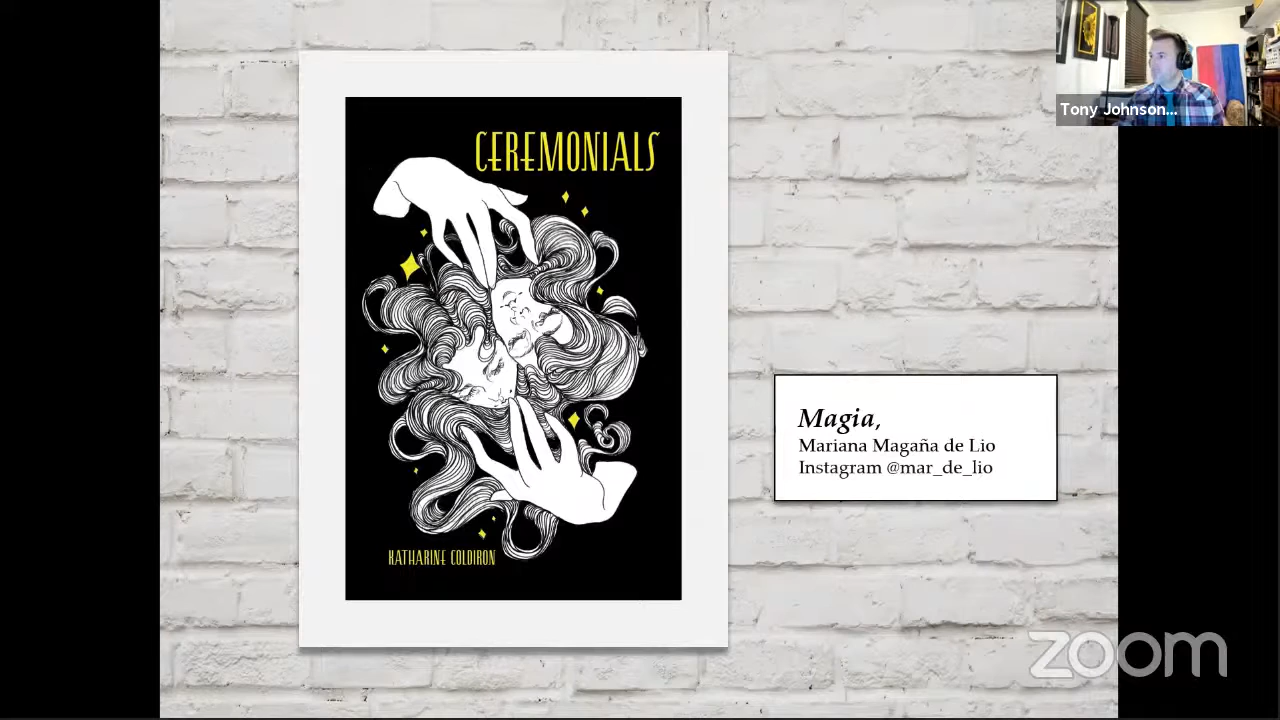 CEREMONIALS
KATHARINE COLDIRON
Magia,
Mariana Magaña de Lio
Instagram @mar_de_lio
Tony Johnson...
zoom